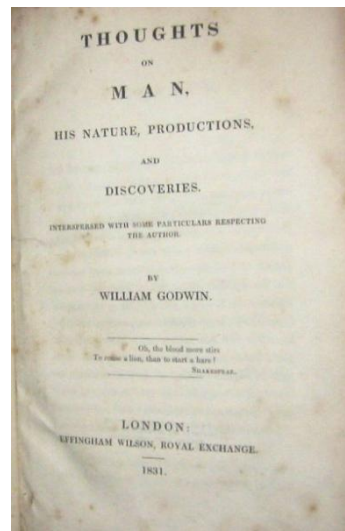 THOUGHTS
ON
MAN,
HIS NATURE, PRODUCTIONS,
AND
DISCOVERIES.
INTERSPERSED WITH SOME PARTICULARS RESPECTING
THE AUTHOR.
BY
WILLIAM GODWIN.
Oh, the blood more stirs
To rouse a lion, than to start a hare!
SHAKESPEAR.
LONDON:
EFFINGHAM WILSON, ROYAL EXCHANGE.
1831.